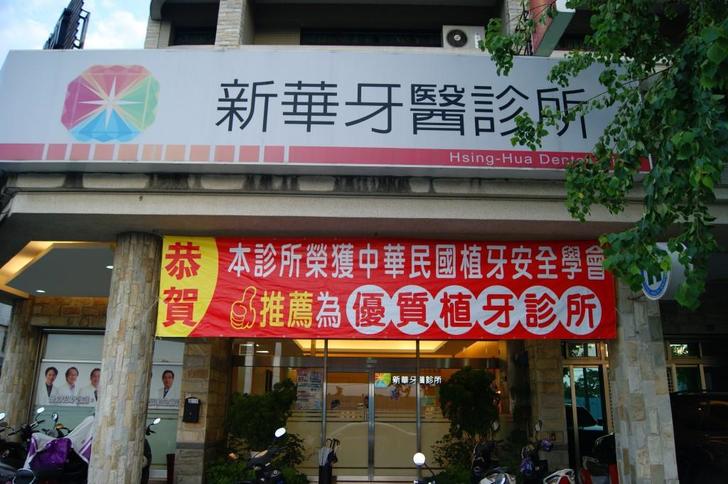 新華牙醫診所
Hsing-Hua Dental
恭賀
本診所榮獲中華民國植牙安全學會
推薦為優質植牙診所
新華牙醫診所